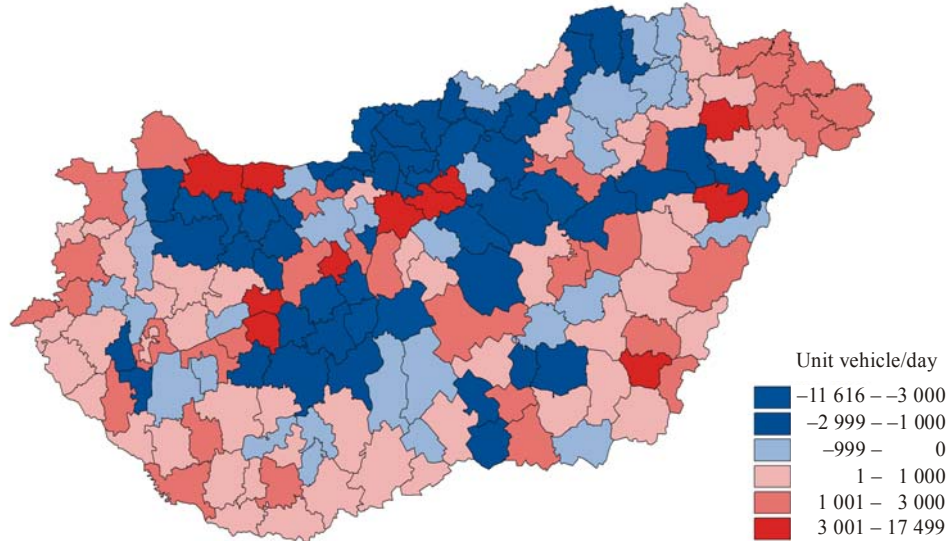 Unit vehicle/day
–11 616 – –3 000
–2 999 – –1 000
–999 – 0
1 – 1 000
1 001 – 3 000
3 001 – 17 499